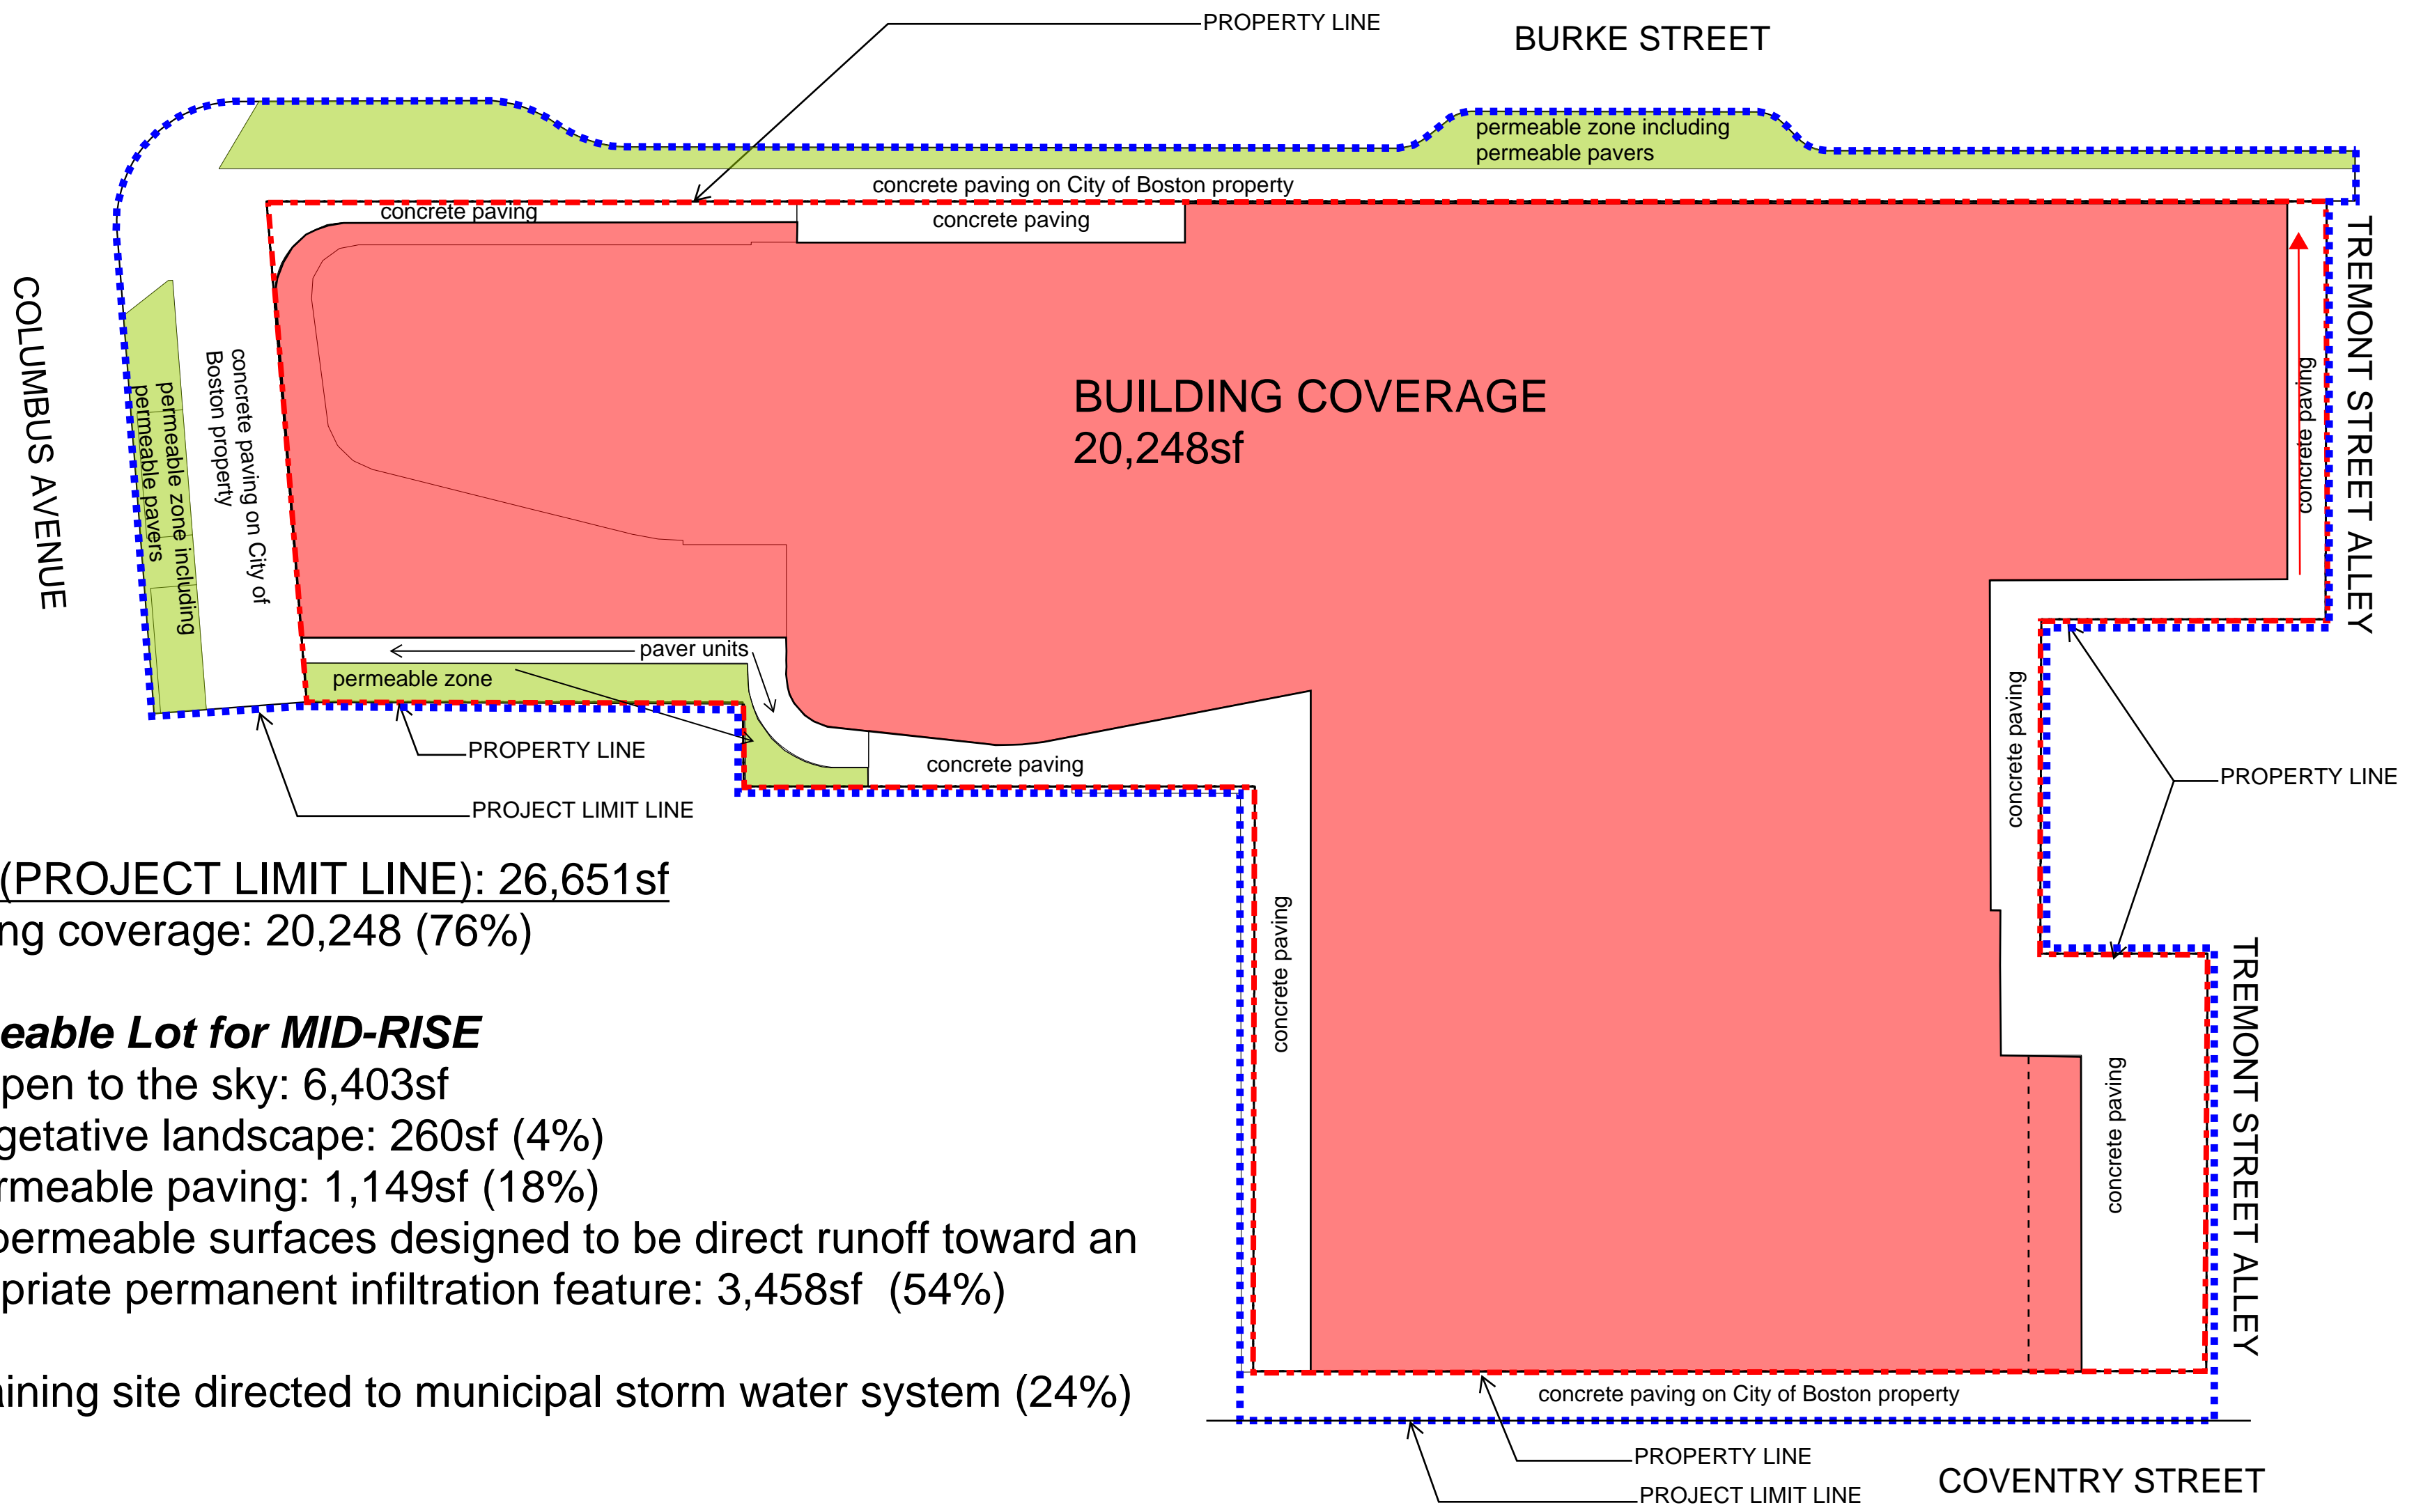 PROPERTY LINE
BURKE STREET
permeable zone including
permeable pavers
concrete paving on City of Boston property
concrete paving
concrete paving
COLUMBUS AVENUE
permeable zone including
permeable pavers
concrete paving on City of
Boston property
BUILDING COVERAGE
20,248sf
concrete paving
TREMONT STREET ALLEY
paver units
permeable zone
PROPERTY LINE
concrete paving
concrete paving
PROPERTY LINE
PROJECT LIMIT LINE
(PROJECT LIMIT LINE): 26,651sf
ng coverage: 20,248 (76%)
eable Lot for MID-RISE
pen to the sky: 6,403sf
getative landscape: 260sf (4%)
rmeable paving: 1,149sf (18%)
permeable surfaces designed to be direct runoff toward an
priate permanent infiltration feature: 3,458sf (54%)
aining site directed to municipal storm water system (24%)
concrete paving
concrete paving
TREMONT STREET ALLEY
concrete paving on City of Boston property
PROPERTY LINE
PROJECT LIMIT LINE
COVENTRY STREET